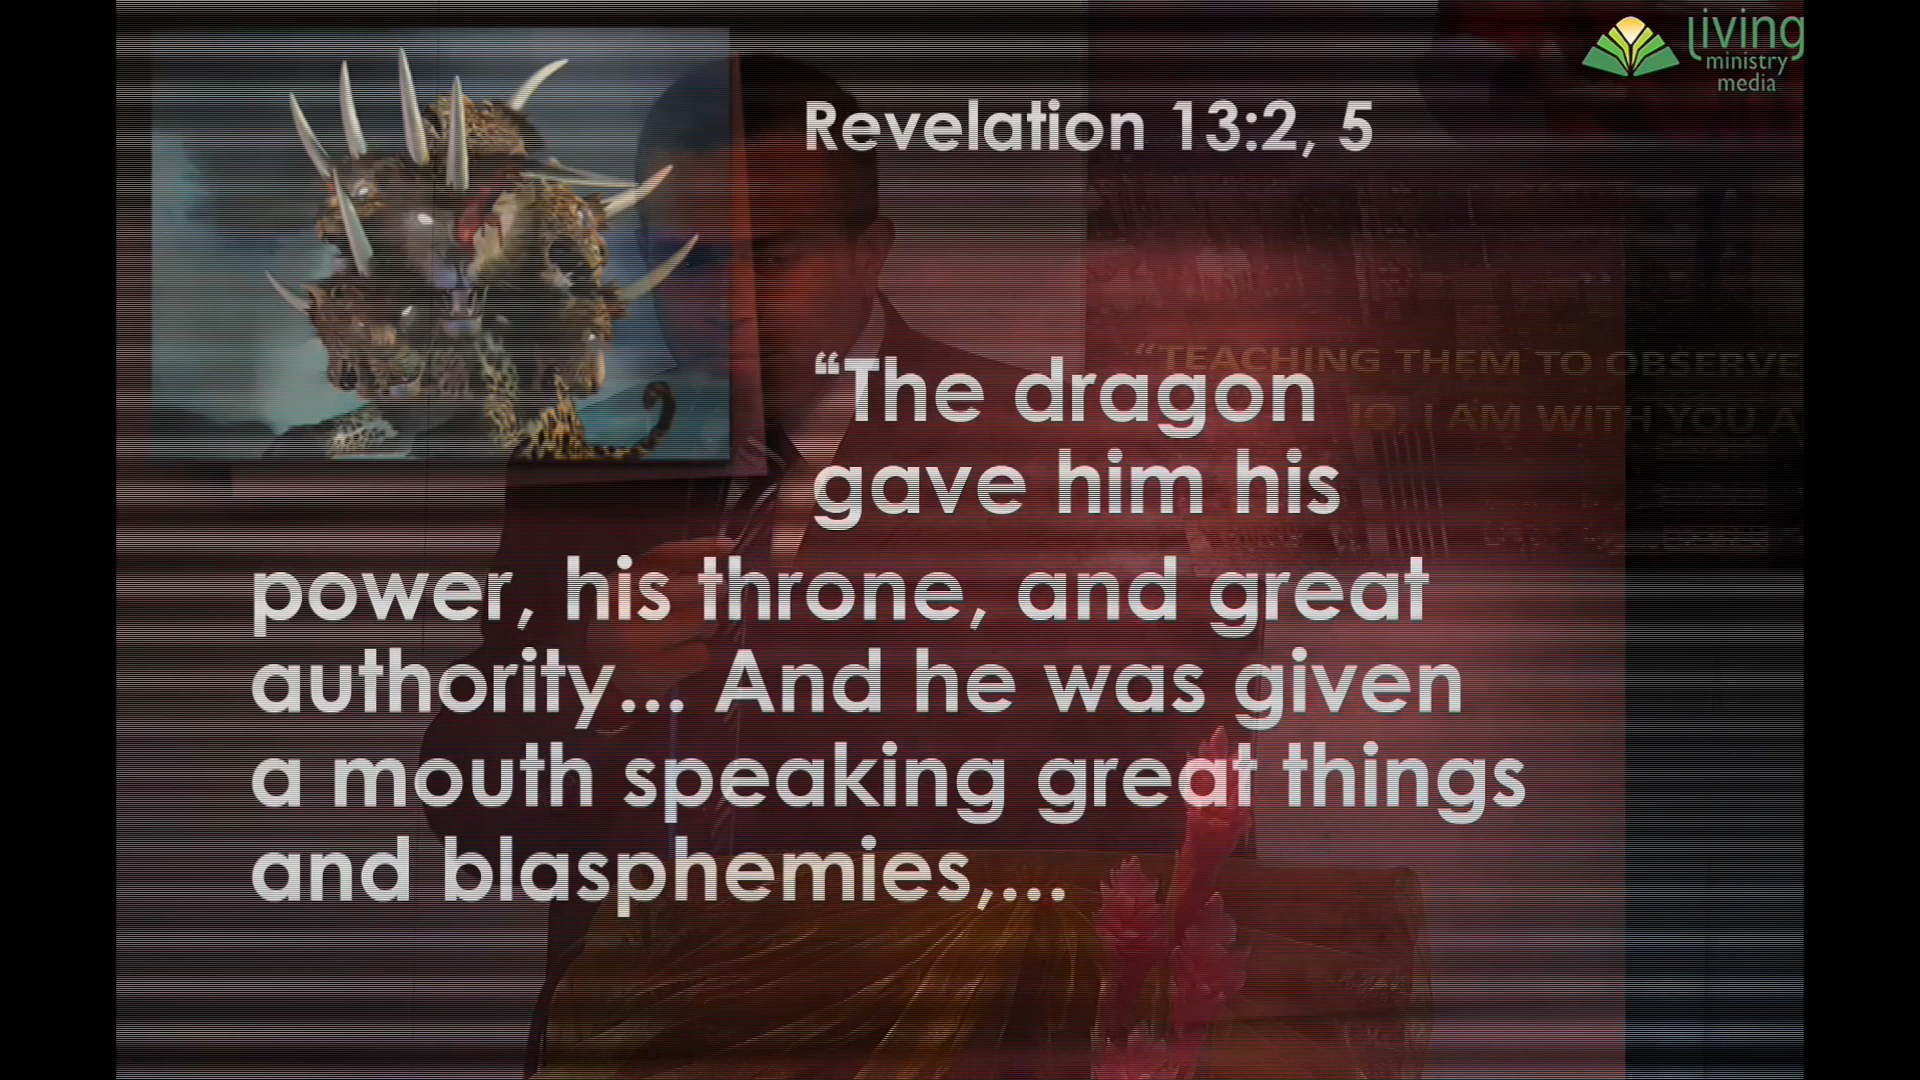 living
ministry
media
Revelation 13:2, 5
“TEACHING THEM TO OBSERVE
LO, I AM WITH YOU A
“The dragon
gave him his
power, his throne, and great
authority... And he was given
a mouth speaking great things
and blasphemies,...